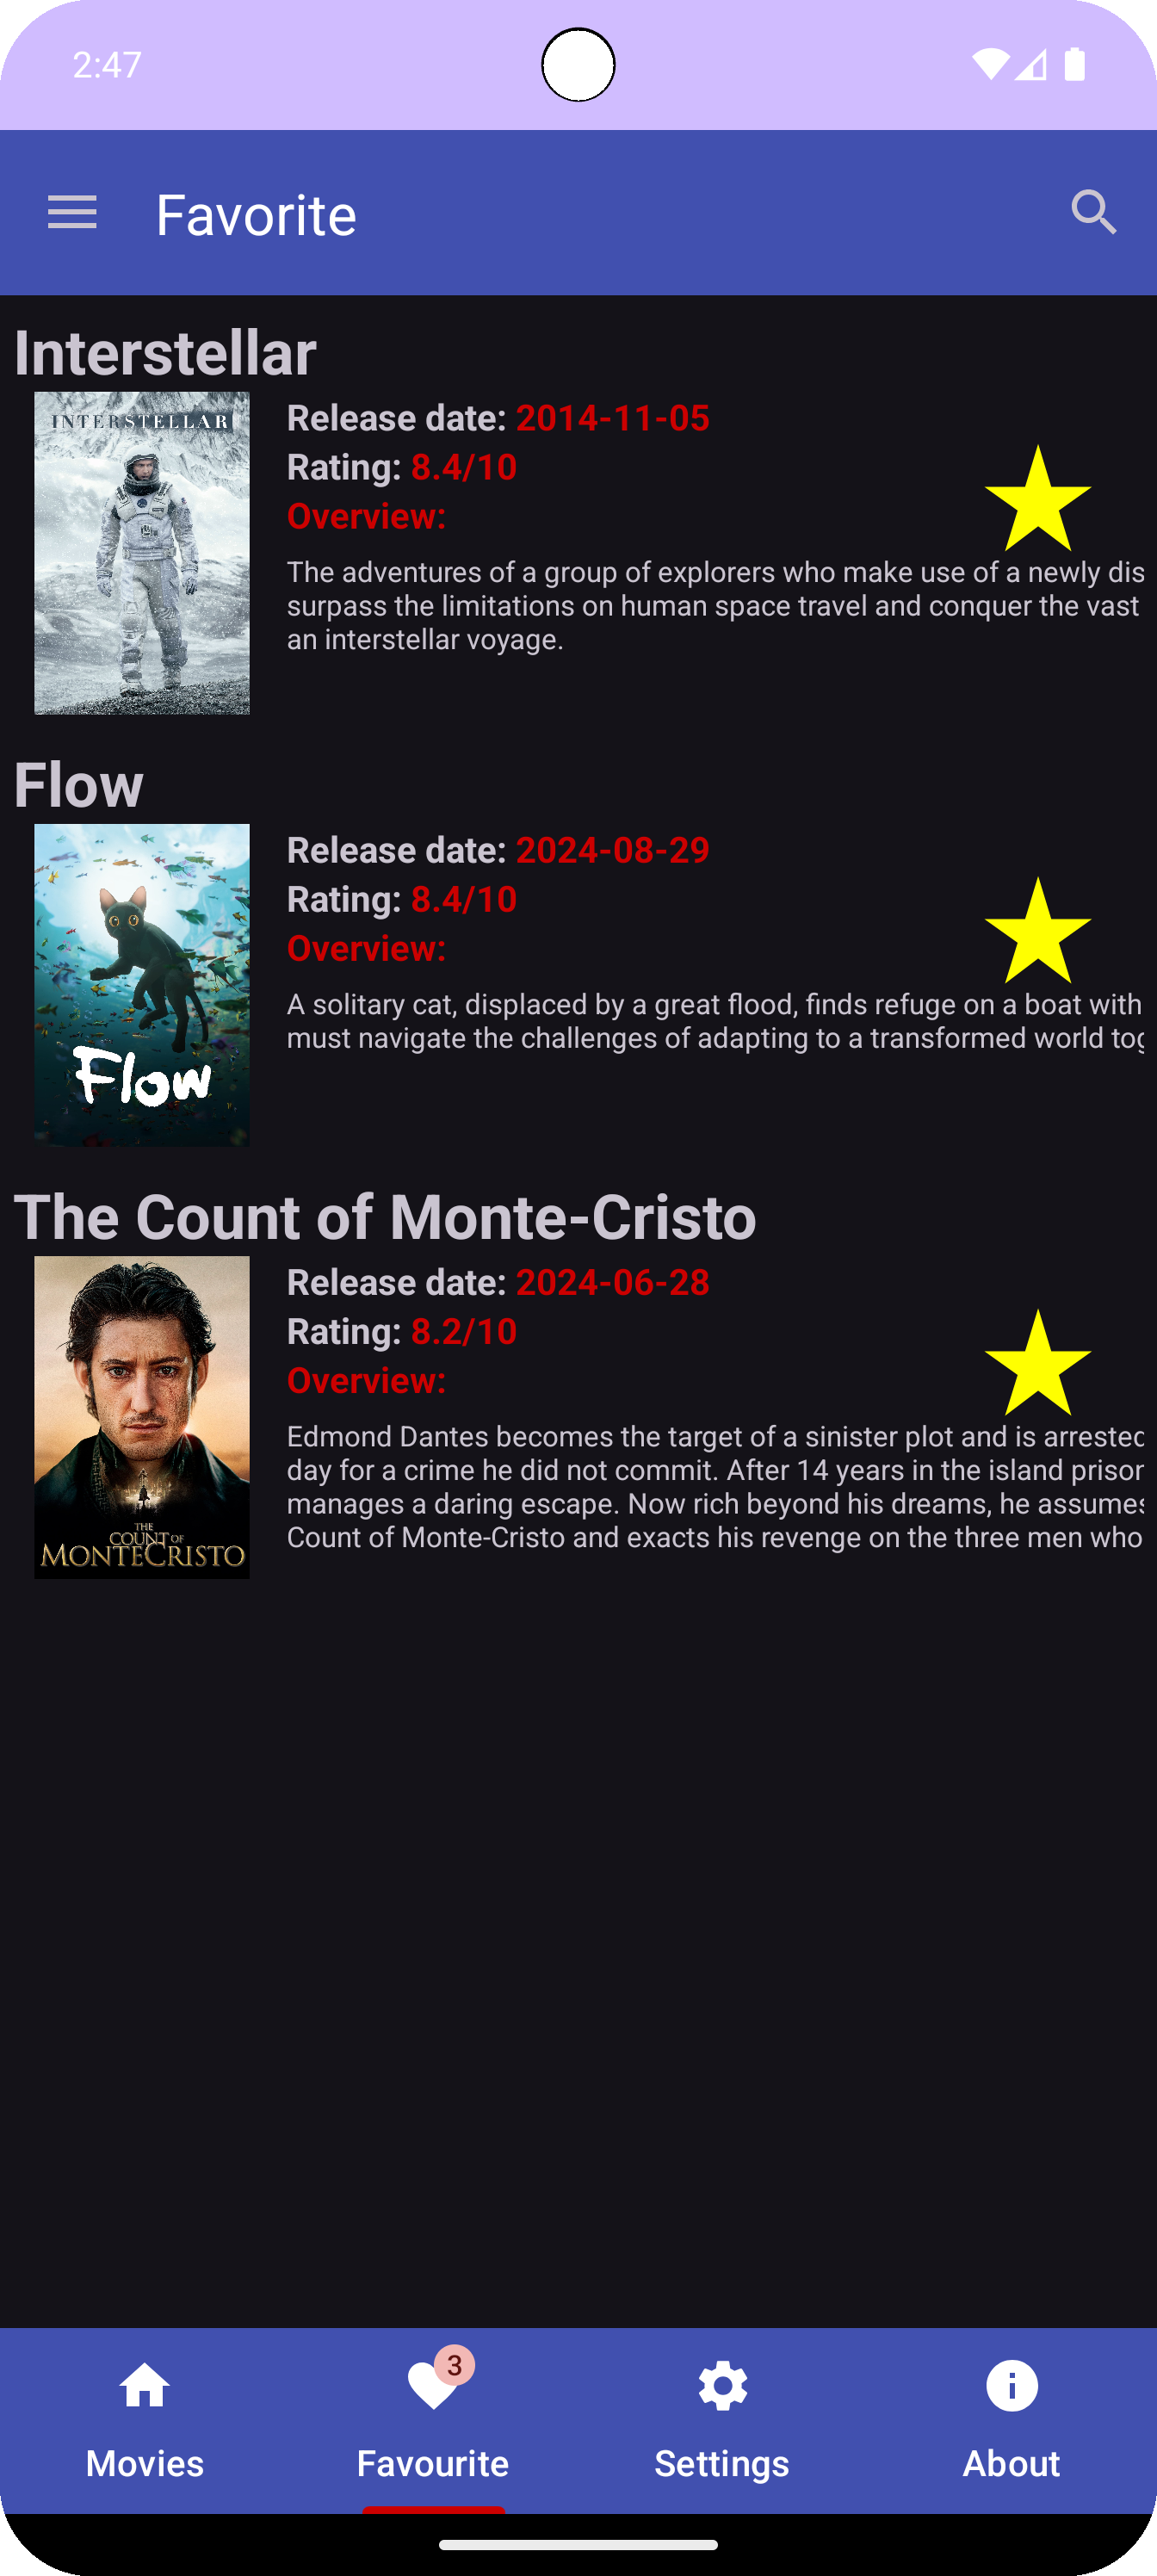 2:47
Favorite
Interstellar
INTERSTELLAR
Release date: 2014-11-05
Rating: 8.4/10
Overview:
The adventures of a group of explorers who make use of a newly dis
surpass the limitations on human space travel and conquer the vast
an interstellar voyage.
Flow
Flow
Release date: 2024-08-29
Rating: 8.4/10
Overview:
A solitary cat, displaced by a great flood, finds refuge on a boat with
must navigate the challenges of adapting to a transformed world tog
The Count of Monte-Cristo
THE
COUNT OF
MONTECRISTO
Release date: 2024-06-28
Rating: 8.2/10
Overview:
Edmond Dantes becomes the target of a sinister plot and is arrested
day for a crime he did not commit. After 14 years in the island prison
manages a daring escape. Now rich beyond his dreams, he assumes
Count of Monte-Cristo and exacts his revenge on the three men who
3
Movies
Favourite
Settings
About